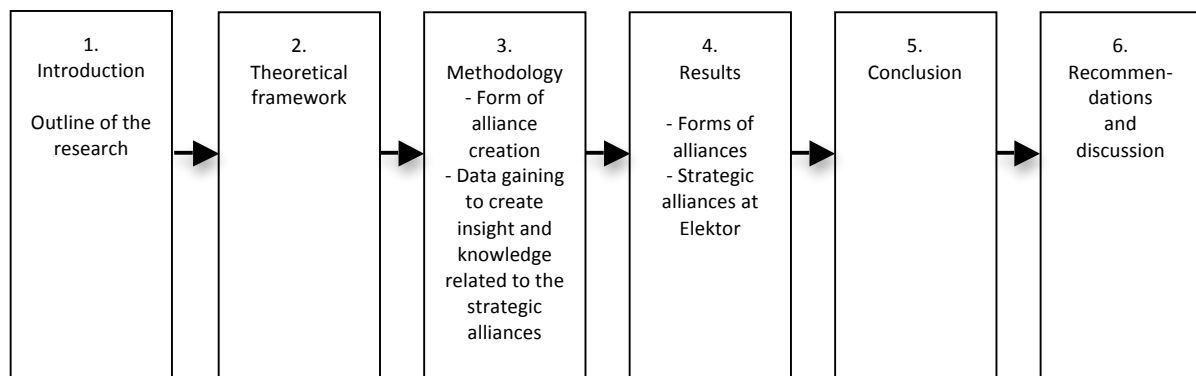 1.
Introduction
Outline of the
research
2.
Theoretical
framework
3.
Methodology
- Form of
alliance
creation
- Data gaining
to create
insight and
knowledge
related to the
strategic
alliances
4.
Results
- Forms of
alliances
- Strategic
alliances at
Elektor
5.
Conclusion
6.
Recommen-
dations
and
discussion